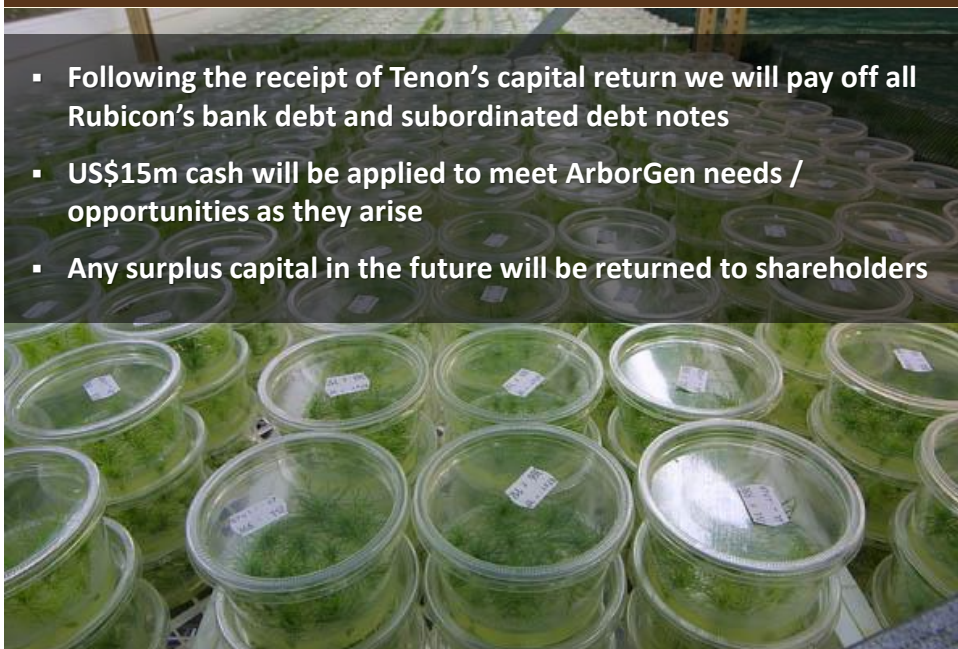 ▪ Following the receipt of Tenon’s capital return we will pay off all
Rubicon’s bank debt and subordinated debt notes
▪ US$15m cash will be applied to meet ArborGen needs /
opportunities as they arise
▪ Any surplus capital in the future will be returned to shareholders